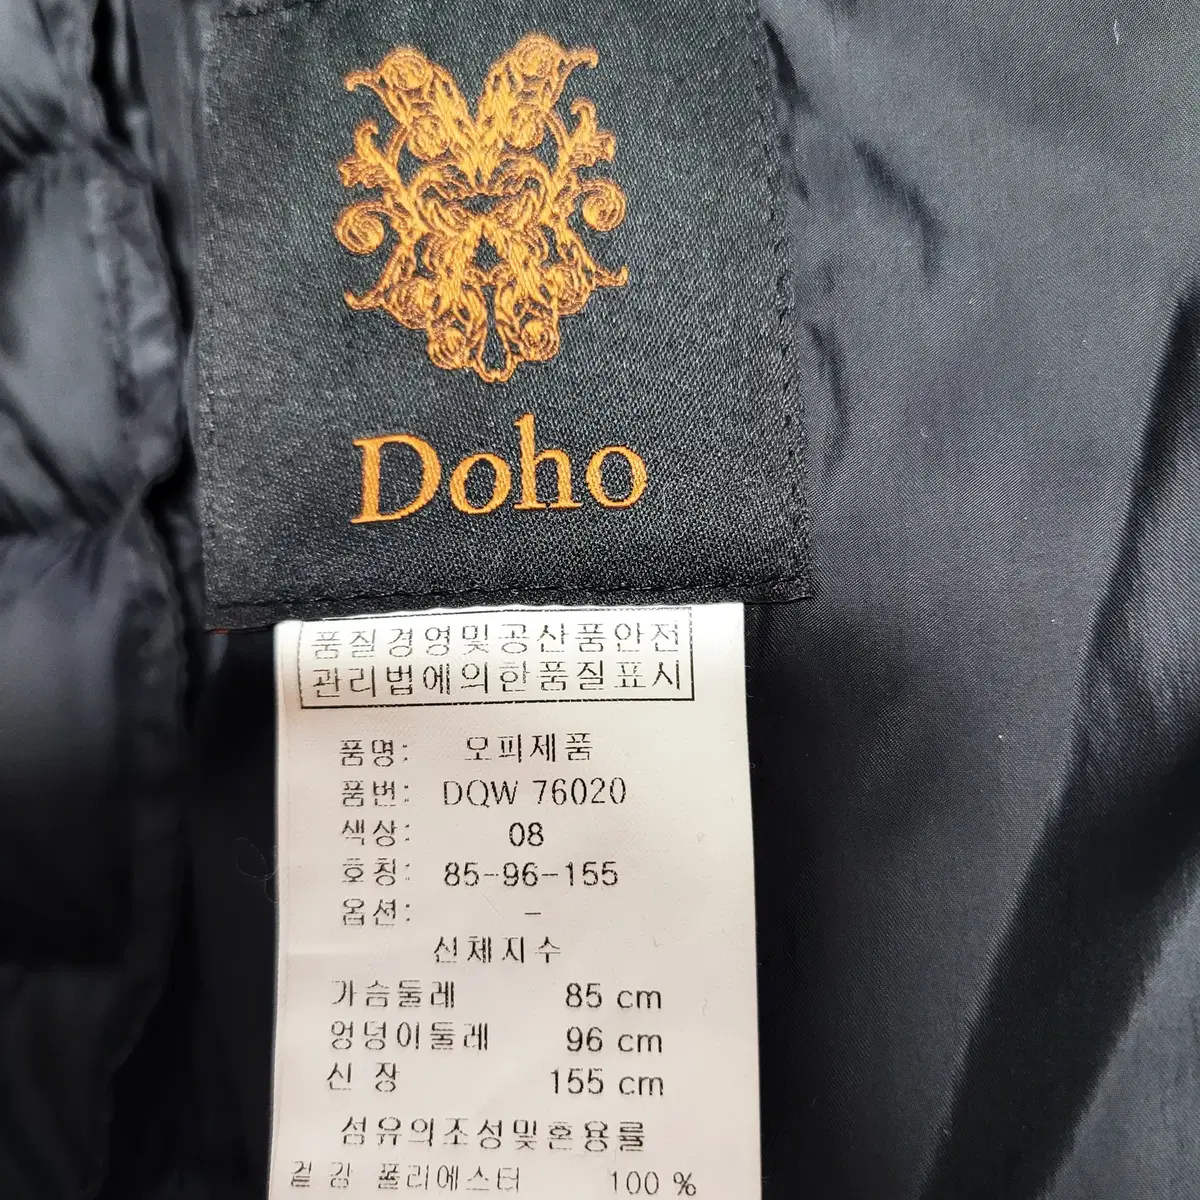 Doho
품질경영및공산품안전
관리법에의한품질표시
품명: 오피제품
품번: DQW 76020
색상: 08
호칭: 85-96-155
옵션: -
신체지수
가슴둘레 85 cm
엉덩이둘레 96 cm
신 장 155 cm
섬유의조성및혼용률
겉 감 폴리에스터 100 %